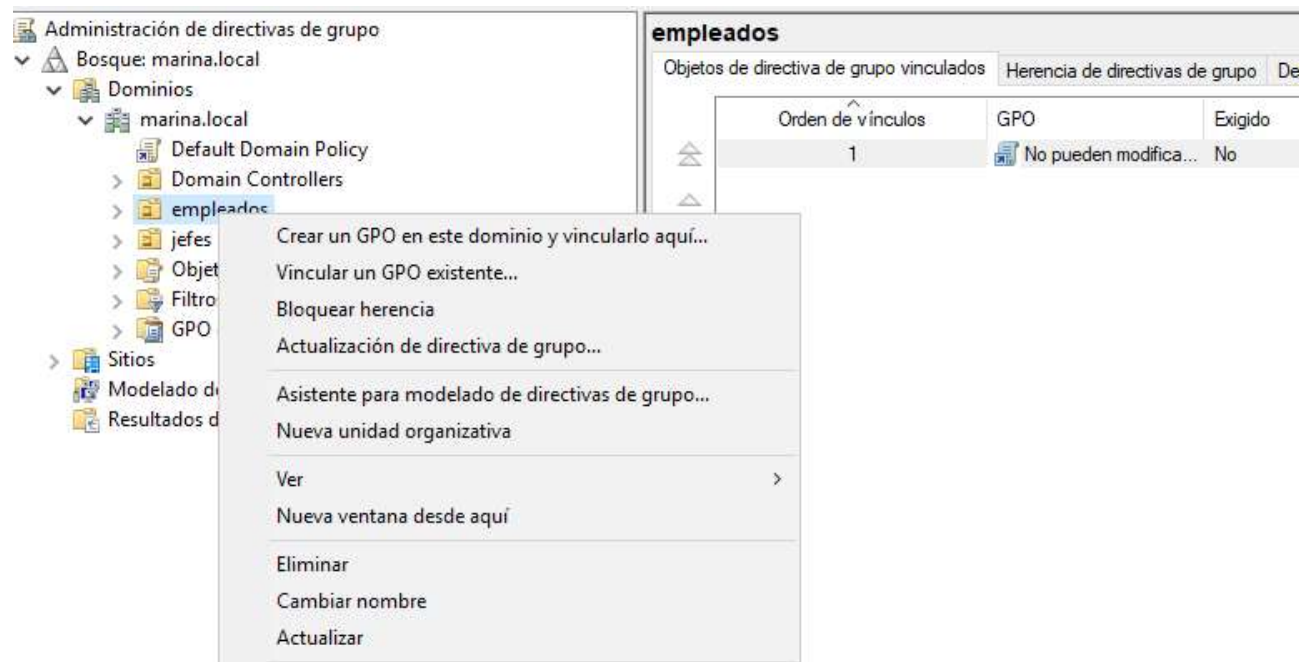 Administración de directivas de grupo
Bosque: marina.local
Dominios
marina.local
Default Domain Policy
Domain Controllers
empleados
jefes
Objet
Filtro
GPO
Sitios
Modelado de
Resultados d
empleados
Objetos de directiva de grupo vinculados Herencia de directivas de grupo De
Orden de vínculos GPO Exigido
1 No pueden modifica... No
Crear un GPO en este dominio y vincularlo aquí...
Vincular un GPO existente...
Bloquear herencia
Actualización de directiva de grupo...
Asistente para modelado de directivas de grupo...
Nueva unidad organizativa
Ver
Nueva ventana desde aquí
Eliminar
Cambiar nombre
Actualizar